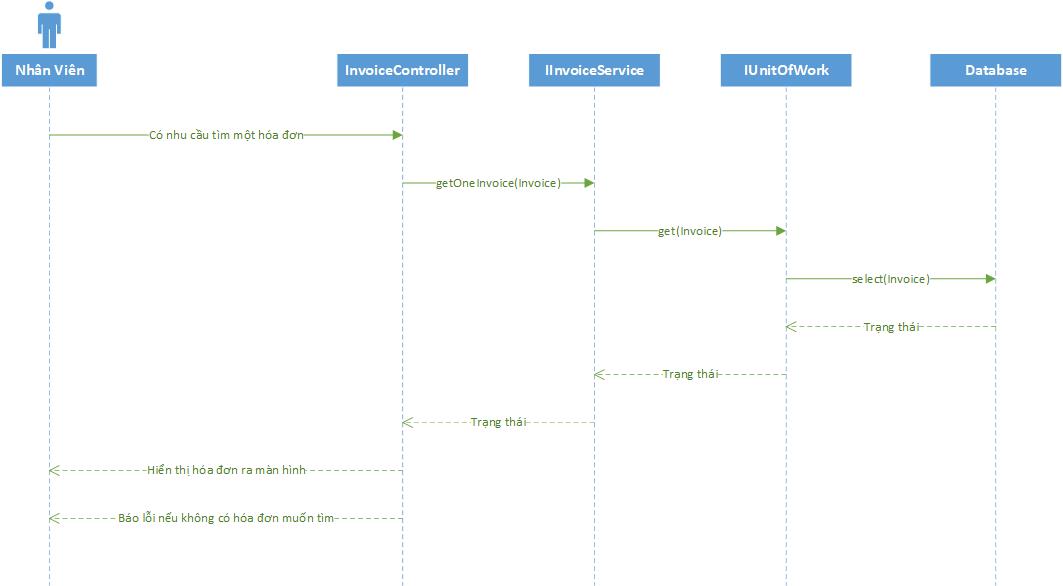 Nhân Viên
InvoiceController
IInvoiceService
IUnitOfWork
Database
Có nhu cầu tìm một hóa đơn
getOneInvoice(Invoice)
get(Invoice)
select(Invoice)
Trạng thái
Trạng thái
Trạng thái
Hiển thị hóa đơn ra màn hình
Báo lỗi nếu không có hóa đơn muốn tìm